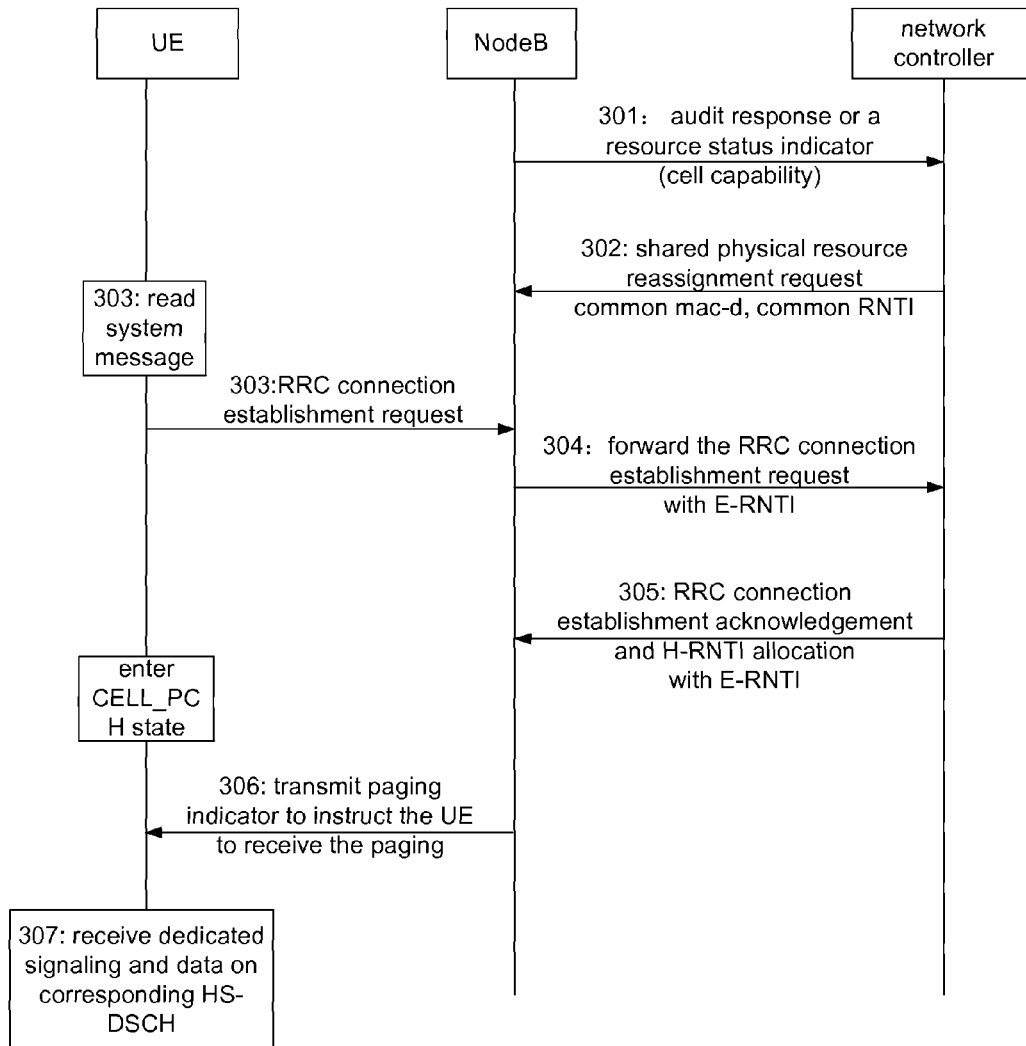 UE
NodeB
network
controller
301： audit response or a
resource status indicator
(cell capability)
302: shared physical resource
reassignment request
common mac-d, common RNTI
303: read
system
message
303:RRC connection
establishment request
304：forward the RRC connection
establishment request
with E-RNTI
305: RRC connection
establishment acknowledgement
and H-RNTI allocation
with E-RNTI
enter
CELL_PC
H state
306: transmit paging
indicator to instruct the UE
to receive the paging
307: receive dedicated
signaling and data on
corresponding HS-
DSCH